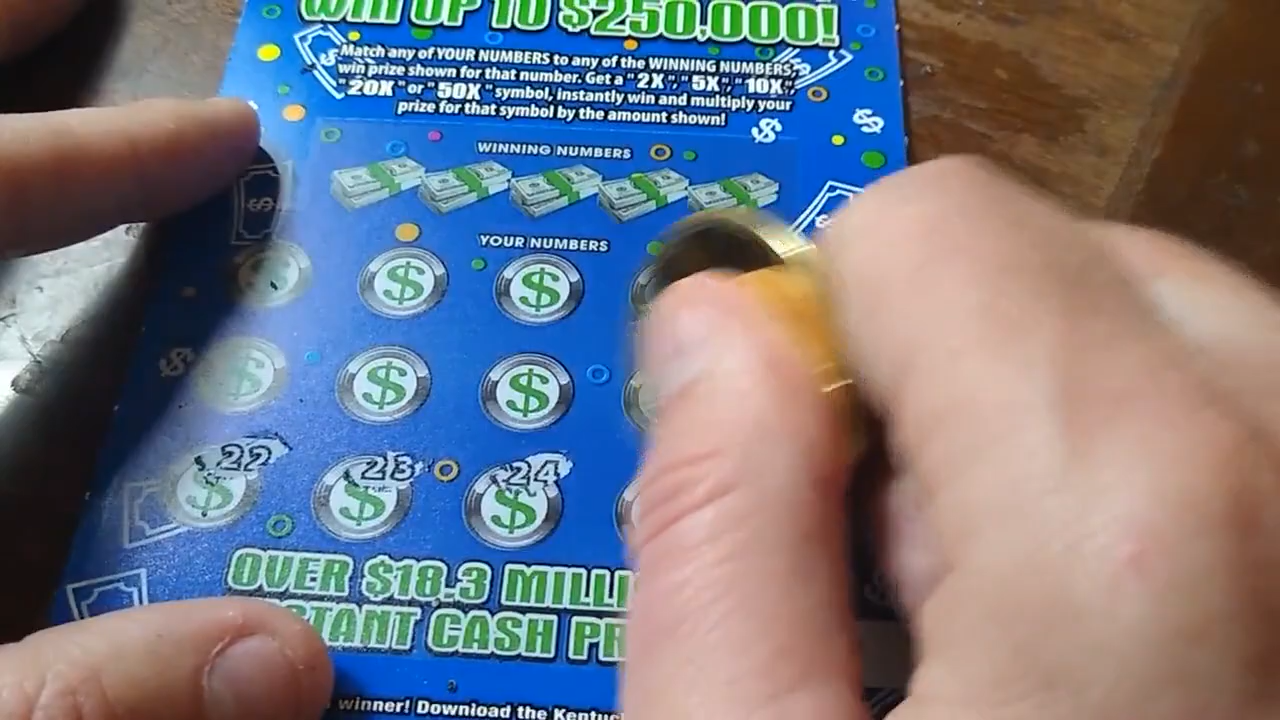 WIN UP TO $250,000!
Match any of YOUR NUMBERS to any of the WINNING NUMBERS,
win prize shown for that number. Get a "2X", "5X", "10X",
"20X" or "50X" symbol, instantly win and multiply your
prize for that symbol by the amount shown!
WINNING NUMBERS
YOUR NUMBERS
$ $ $
$ $ $
22 23 24
$ $ $
OVER $18.3
CASH
winner! Download the